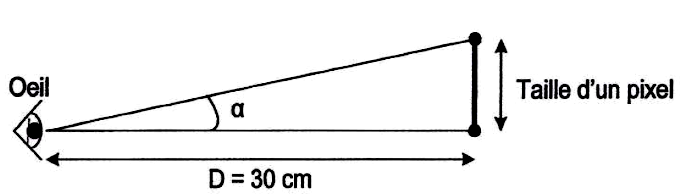 Oeil
α
Taille d'un pixel
D = 30 cm